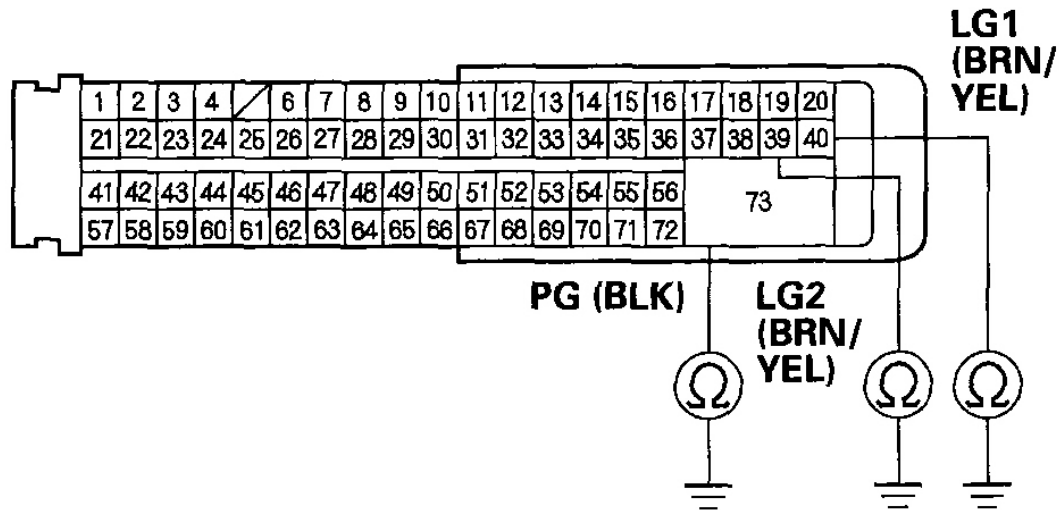 LG1
(BRN/
YEL)
1 2 3 4 6 7 8 9 10 11 12 13 14 15 16 17 18 19 20
21 22 23 24 25 26 27 28 29 30 31 32 33 34 35 36 37 38 39 40
41 42 43 44 45 46 47 48 49 50 51 52 53 54 55 56
73
57 58 59 60 61 62 63 64 65 66 67 68 69 70 71 72
PG (BLK)
LG2
(BRN/
YEL)
Ω Ω Ω